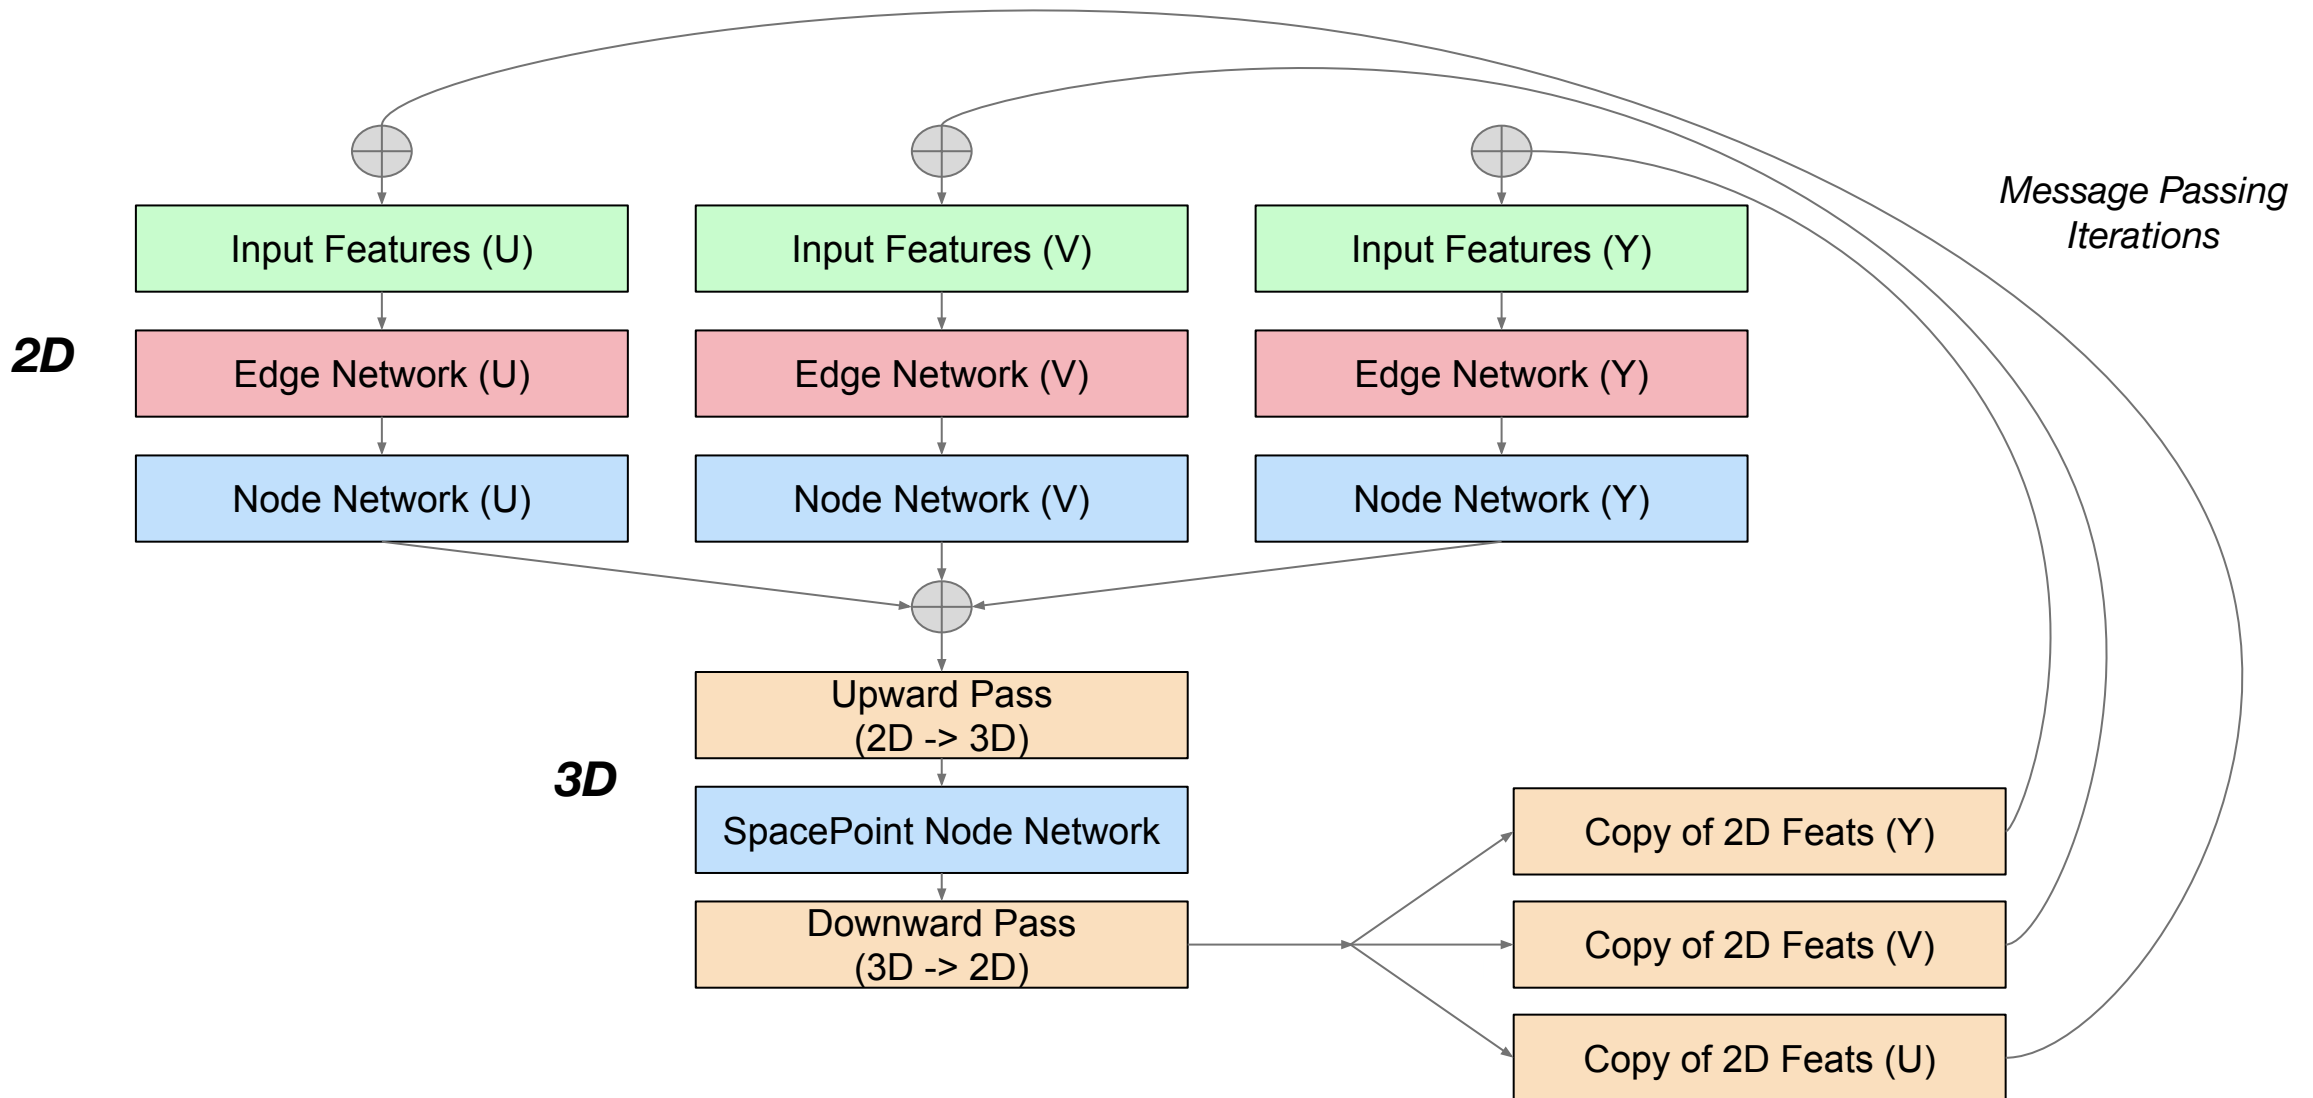 Message Passing
Iterations
Input Features (U)
Input Features (V)
Input Features (Y)
2D
Edge Network (U)
Edge Network (V)
Edge Network (Y)
Node Network (U)
Node Network (V)
Node Network (Y)
Upward Pass
(2D -> 3D)
3D
SpacePoint Node Network
Copy of 2D Feats (Y)
Downward Pass
(3D -> 2D)
Copy of 2D Feats (V)
Copy of 2D Feats (U)